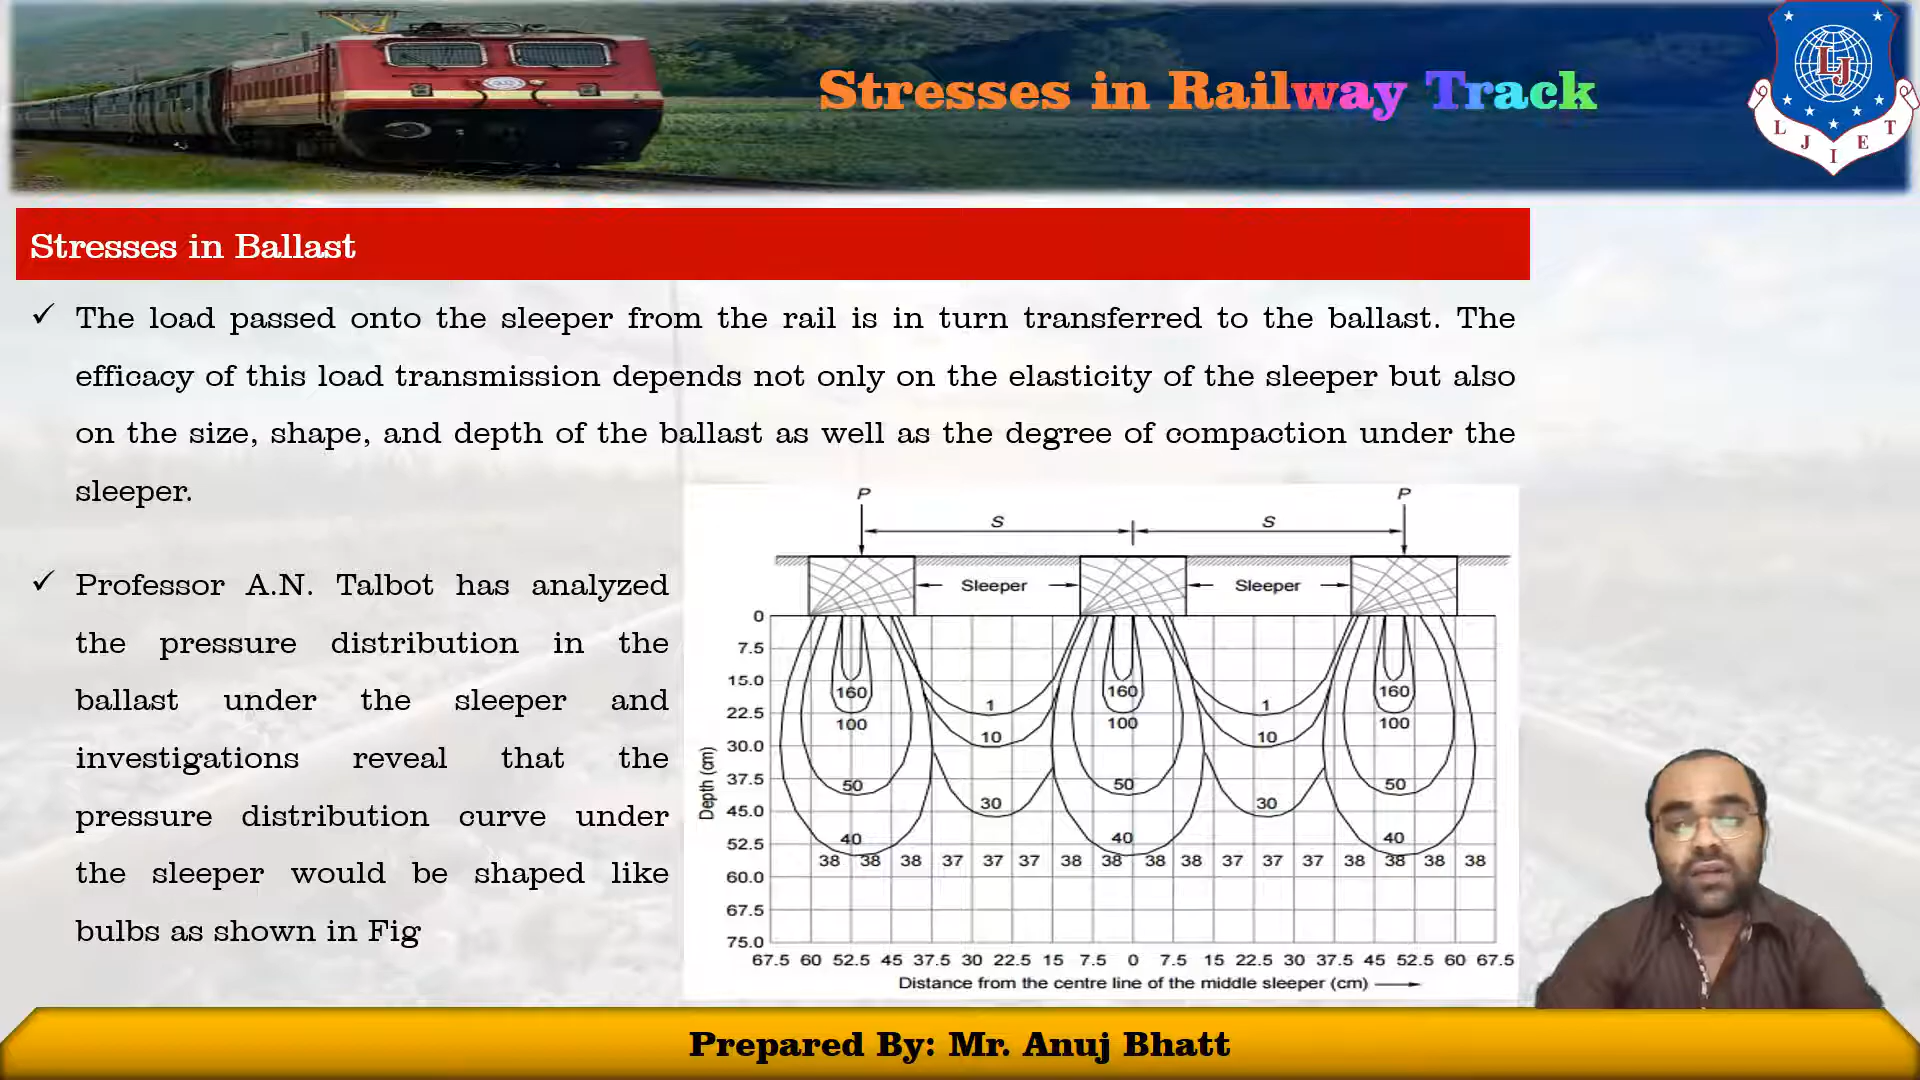 Stresses in Railway Track
LJ
L J I E T
Stresses in Ballast
✓ The load passed onto the sleeper from the rail is in turn transferred to the ballast. The
efficacy of this load transmission depends not only on the elasticity of the sleeper but also
on the size, shape, and depth of the ballast as well as the degree of compaction under the
sleeper.
✓ Professor A.N. Talbot has analyzed
the pressure distribution in the
ballast under the sleeper and
investigations reveal that the
pressure distribution curve under
the sleeper would be shaped like
bulbs as shown in Fig
P P
S S
Sleeper Sleeper
0
7.5
15.0
160 1 160 1 160
22.5
100 10 100 10 100
30.0
37.5
50 50 50
30 30
45.0
40 40 40
52.5
38 38 38 37 37 37 38 38 38 38 37 37 37 38 38 38 38
60.0
67.5
75.0
Depth (cm)
67.5 60 52.5 45 37.5 30 22.5 15 7.5 0 7.5 15 22.5 30 37.5 45 52.5 60 67.5
Distance from the centre line of the middle sleeper (cm)
Prepared By: Mr. Anuj Bhatt